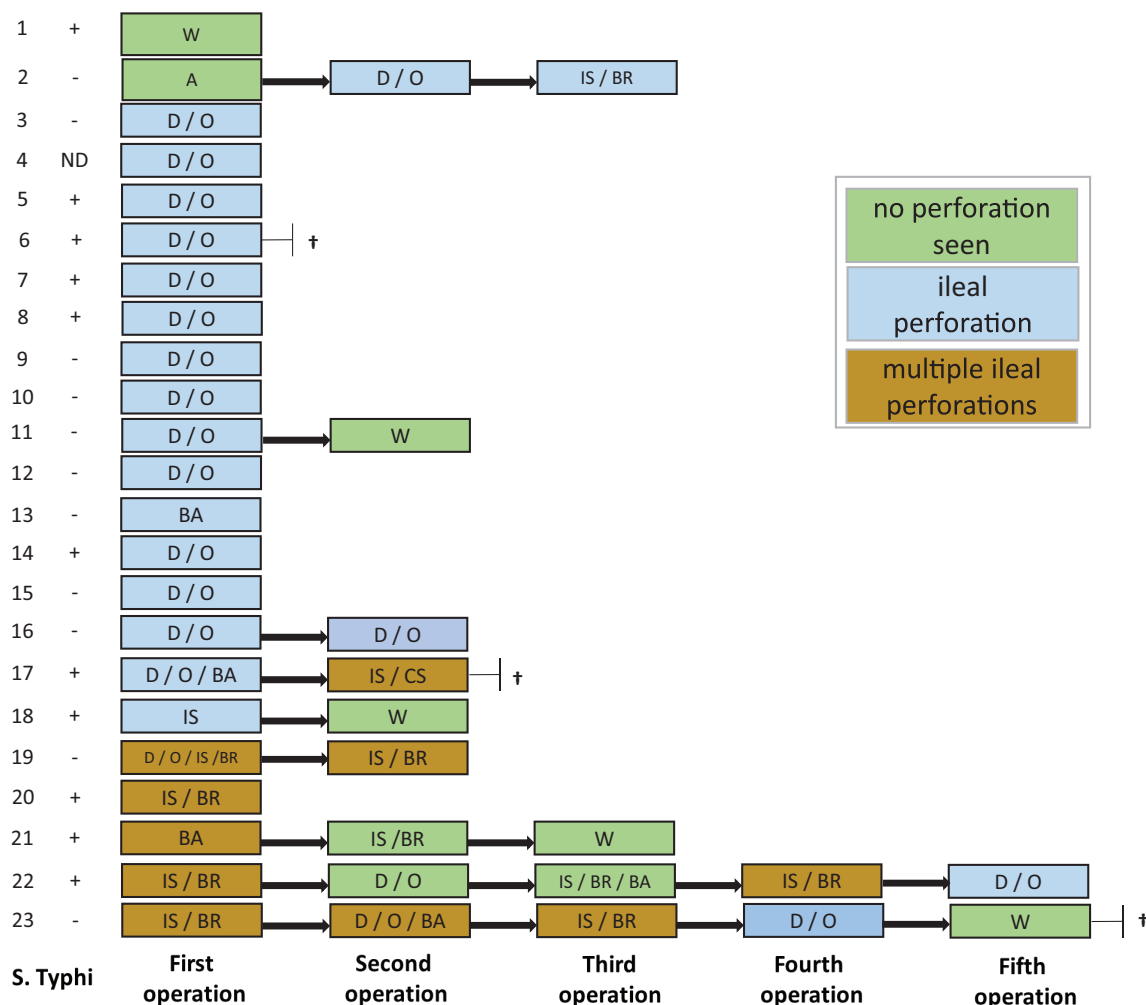 1 + W
2 - A D / O IS / BR
3 - D / O
4 ND D / O
5 + D / O
6 + D / O †
7 + D / O
8 + D / O
9 - D / O
10 - D / O
11 - D / O W
12 - D / O
13 - BA
14 + D / O
15 - D / O
16 - D / O D / O
17 + D / O / BA IS / CS †
18 + IS W
19 - D / O / IS /BR IS / BR
20 + IS / BR
21 + BA IS /BR W
22 + IS / BR D / O IS / BR / BA IS / BR D / O
23 - IS / BR D / O / BA IS / BR D / O W †
S. Typhi
First
operation
Second
operation
Third
operation
Fourth
operation
Fifth
operation
no perforation
seen
ileal
perforation
multiple ileal
perforations